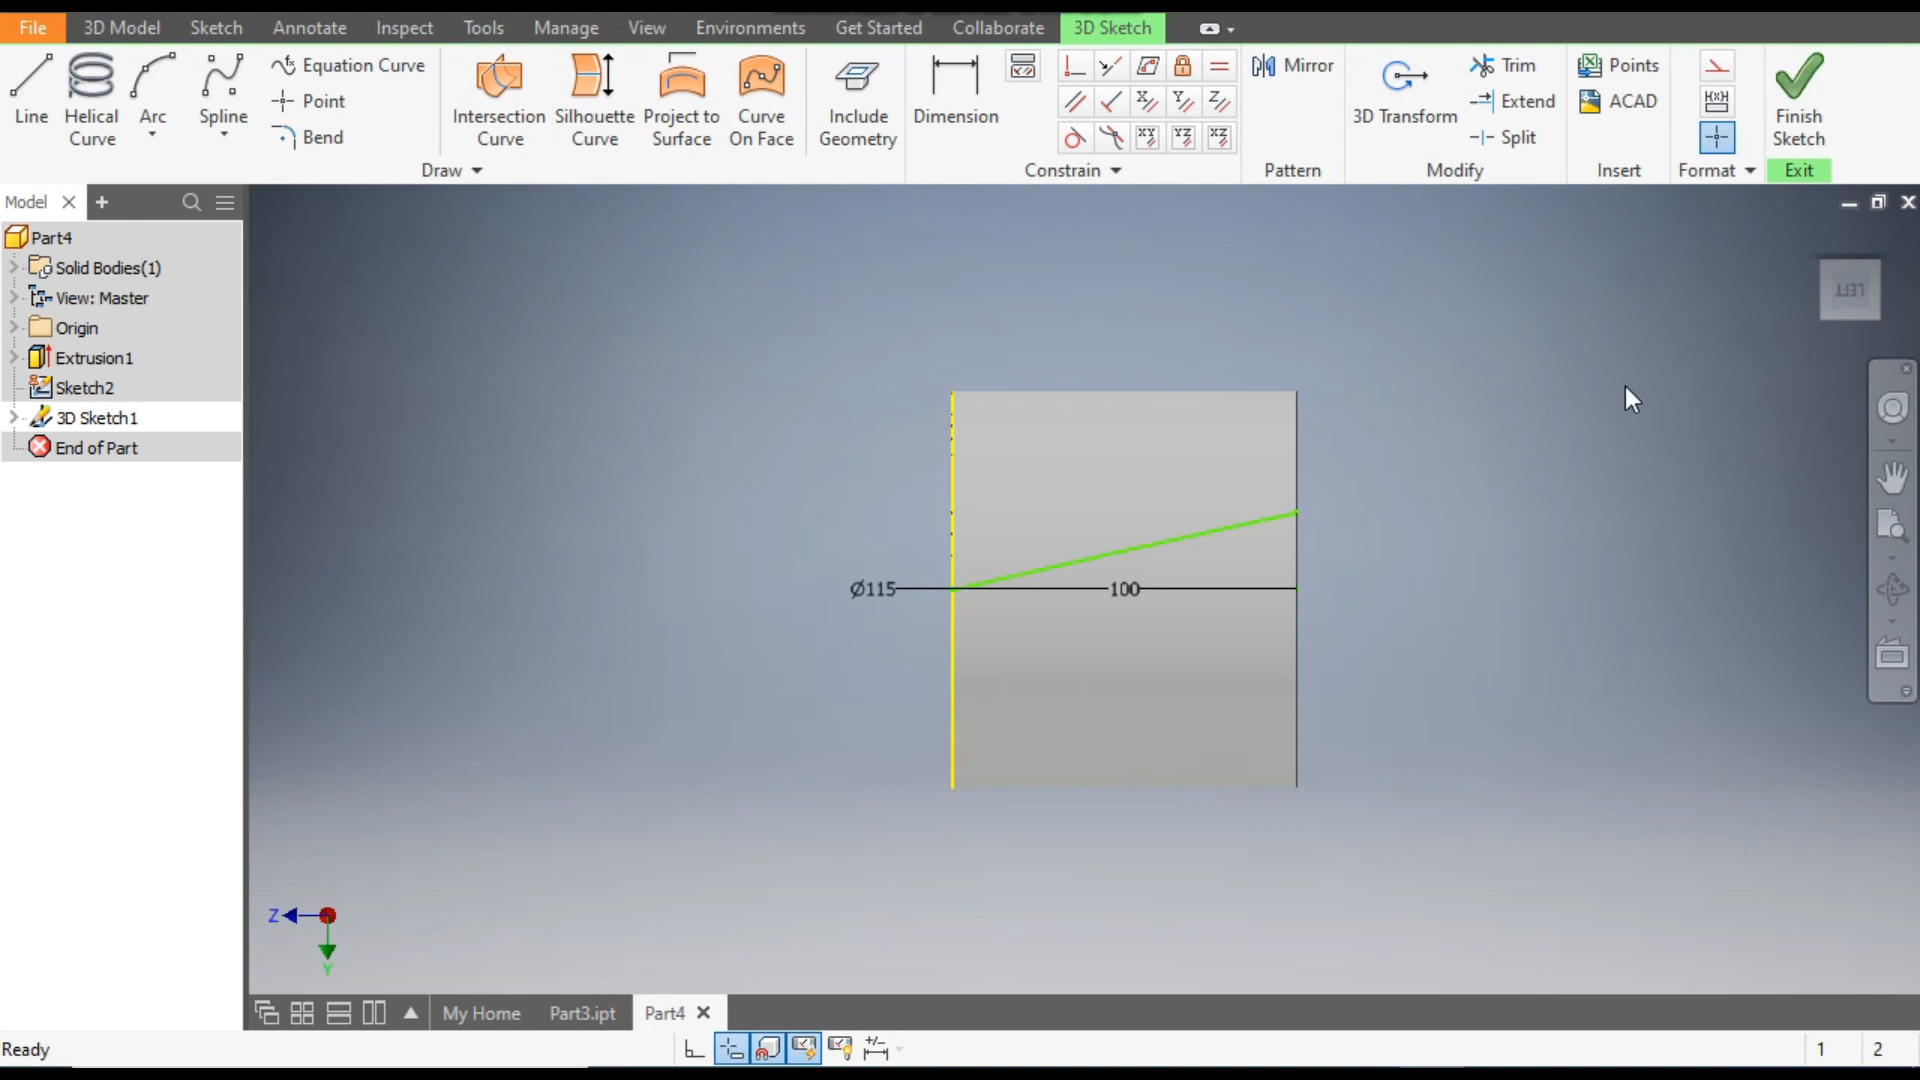 File 3D Model Sketch Annotate Inspect Tools Manage View Environments Get Started Collaborate 3D Sketch
Line
Helical
Curve
Arc
Spline
Equation Curve
Point
Bend
Draw
Intersection
Curve
Silhouette
Curve
Project to
Surface
Curve
On Face
Include
Geometry
Dimension
X Y Z
XY YZ XZ
Constrain
Mirror
Pattern
3D Transform
Trim
Extend
Split
Modify
Points
ACAD
Insert
Format
Finish
Sketch
Exit
Model
Part4
Solid Bodies(1)
View: Master
Origin
Extrusion1
Sketch2
3D Sketch1
End of Part
LEFT
Ø115
100
Z
Y
My Home Part3.ipt Part4
Ready
1 2